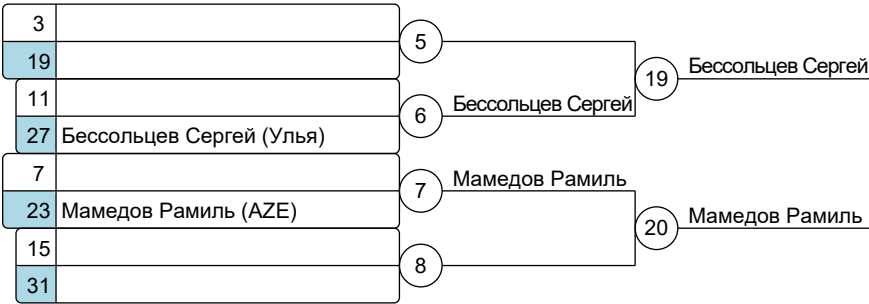 3
19
5
11
27 Бессольцев Сергей (Улья)
6 Бессольцев Сергей
19 Бессольцев Сергей
7
23 Мамедов Рамиль (AZE)
7 Мамедов Рамиль
15
31
8
20 Мамедов Рамиль